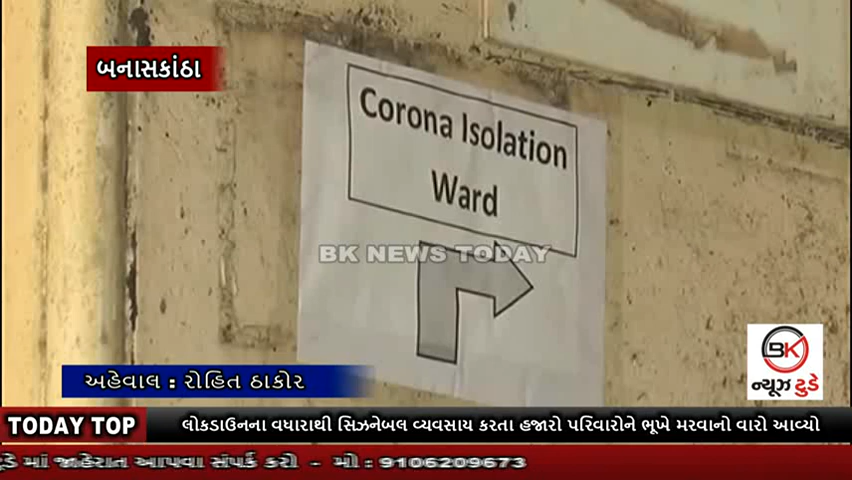 બનાસકાંઠા
Corona Isolation
Ward
BK NEWS TODAY
અહેવાલ : રોહિત ઠાકોર
BK
ન્યૂઝ ટુડે
TODAY TOP
લોકડાઉનના વધારાથી સિઝનેબલ વ્યવસાય કરતા હજારો પરિવારોને ભૂખે મરવાનો વારો આવ્યો
ટુડે માં જાહેરાત આપવા સંપર્ક કરો - મો : 9106209673